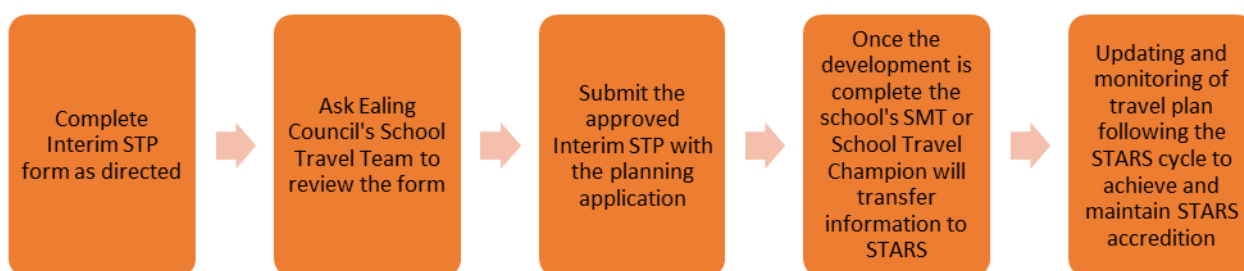 Complete
Interim STP
form as directed
Ask Ealing
Council's School
Travel Team to
review the form
Submit the
approved
Interim STP with
the planning
application
Once the
development is
complete the
school's SMT or
School Travel
Champion will
transfer
information to
STARS
Updating and
monitoring of
travel plan
following the
STARS cycle to
achieve and
maintain STARS
accredition